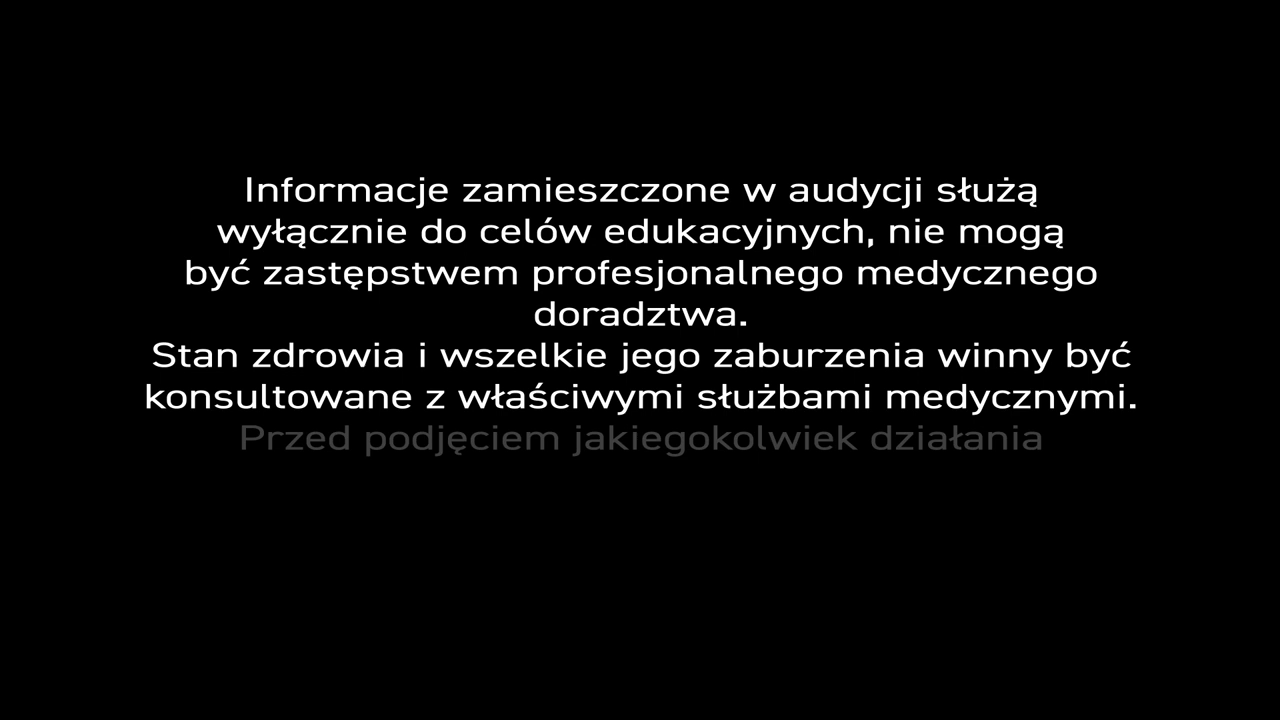 Informacje zamieszczone w audycji służą
wyłącznie do celów edukacyjnych, nie mogą
być zastępstwem profesjonalnego medycznego
doradztwa.
Stan zdrowia i wszelkie jego zaburzenia winny być
konsultowane z właściwymi służbami medycznymi.
Przed podjęciem jakiegokolwiek działania